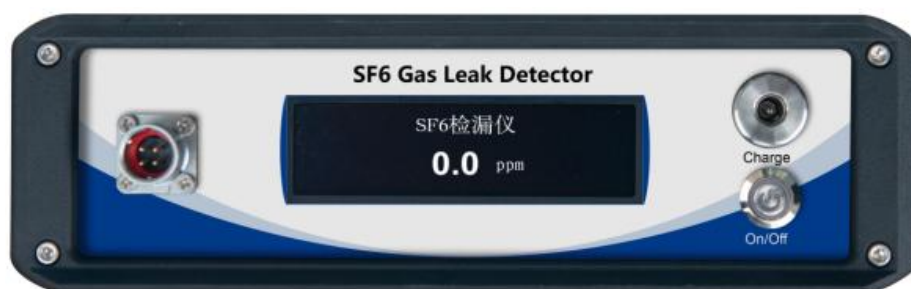 SF6 Gas Leak Detector
SF6检漏仪
0.0 ppm
Charge
On/Off